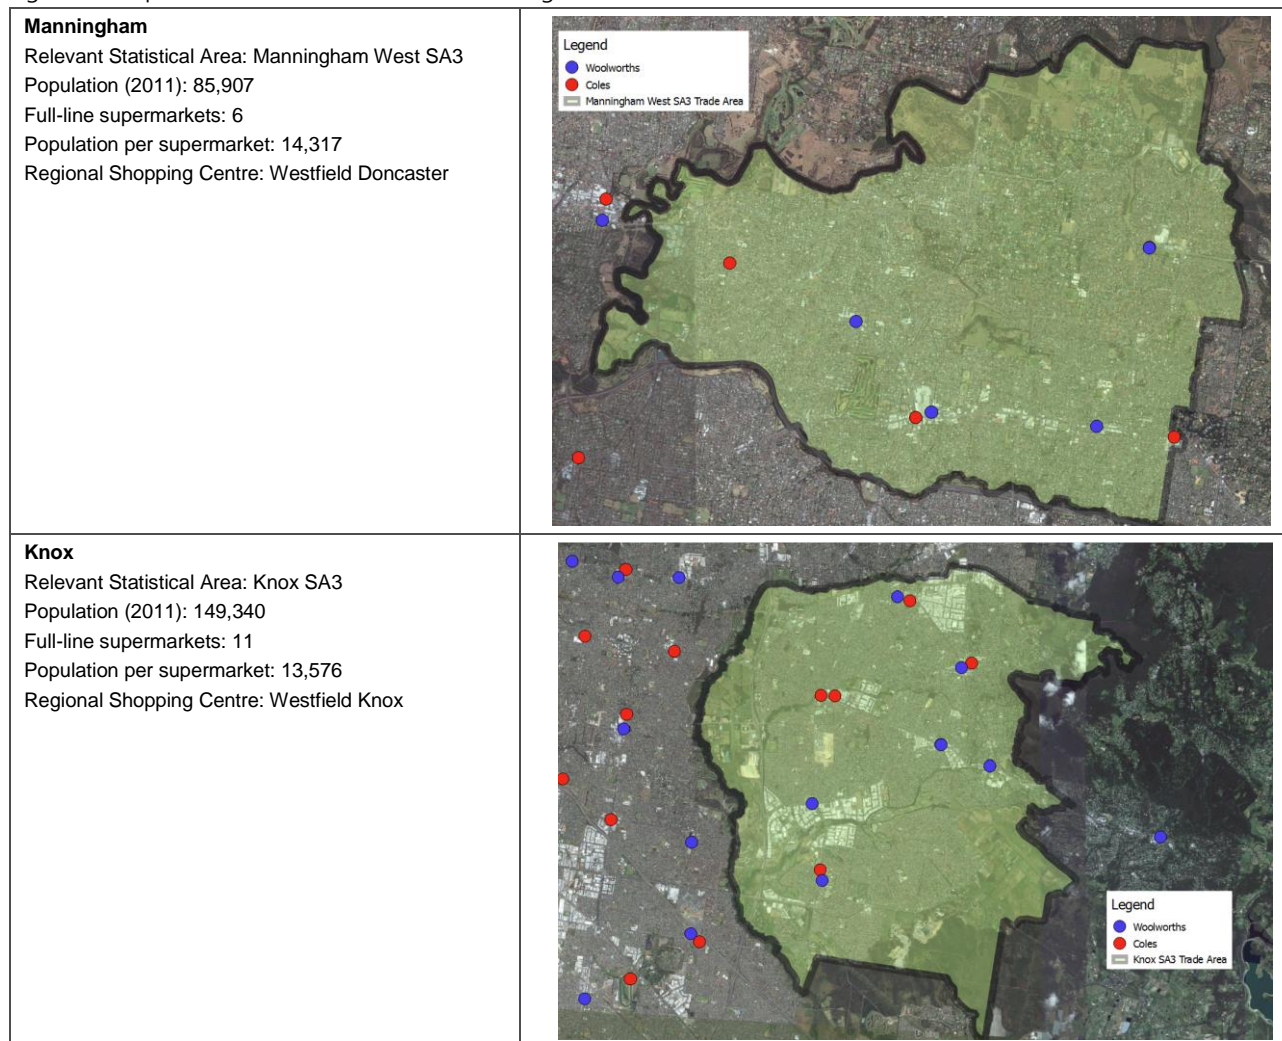 Manningham
Relevant Statistical Area: Manningham West SA3
Population (2011): 85,907
Full-line supermarkets: 6
Population per supermarket: 14,317
Regional Shopping Centre: Westfield Doncaster
Legend
Woolworths
Coles
Manningham West SA3 Trade Area
Knox
Relevant Statistical Area: Knox SA3
Population (2011): 149,340
Full-line supermarkets: 11
Population per supermarket: 13,576
Regional Shopping Centre: Westfield Knox
Legend
Woolworths
Coles
Knox SA3 Trade Area